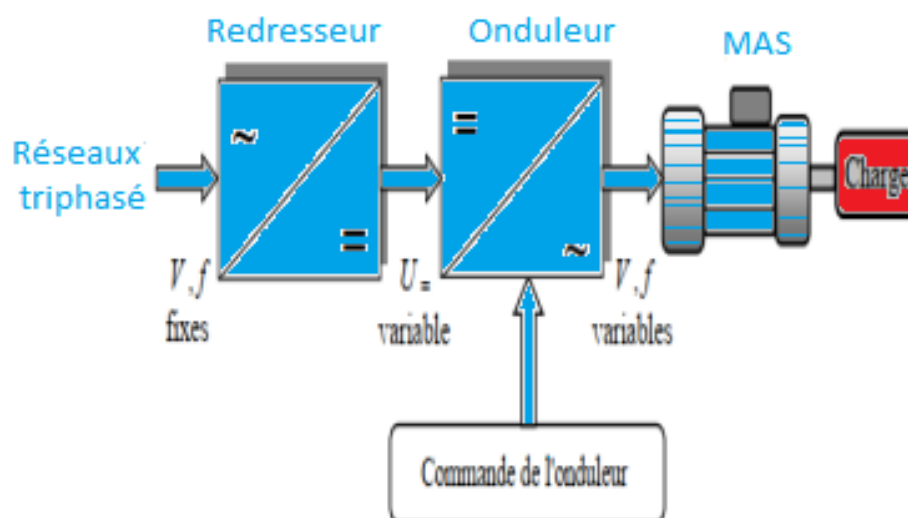 Redresseur
Onduleur
MAS
Réseaux
triphasé
~
=
=
~
Charge
V, f
fixes
U=
variable
V, f
variables
Commande de l'onduleur